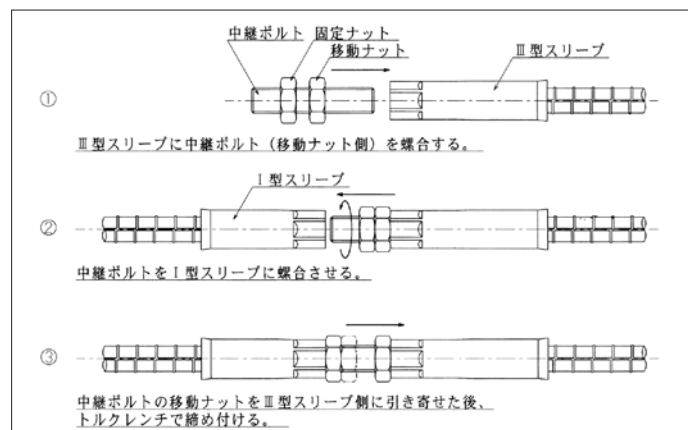 中継ボルト 固定ナット
移動ナット
Ⅲ型スリーブ
①
Ⅲ型スリーブに中継ボルト（移動ナット側）を螺合する。
Ⅰ型スリーブ
②
中継ボルトをⅠ型スリーブに螺合させる。
③
中継ボルトの移動ナットをⅢ型スリーブ側に引き寄せた後、
トルクレンチで締め付ける。